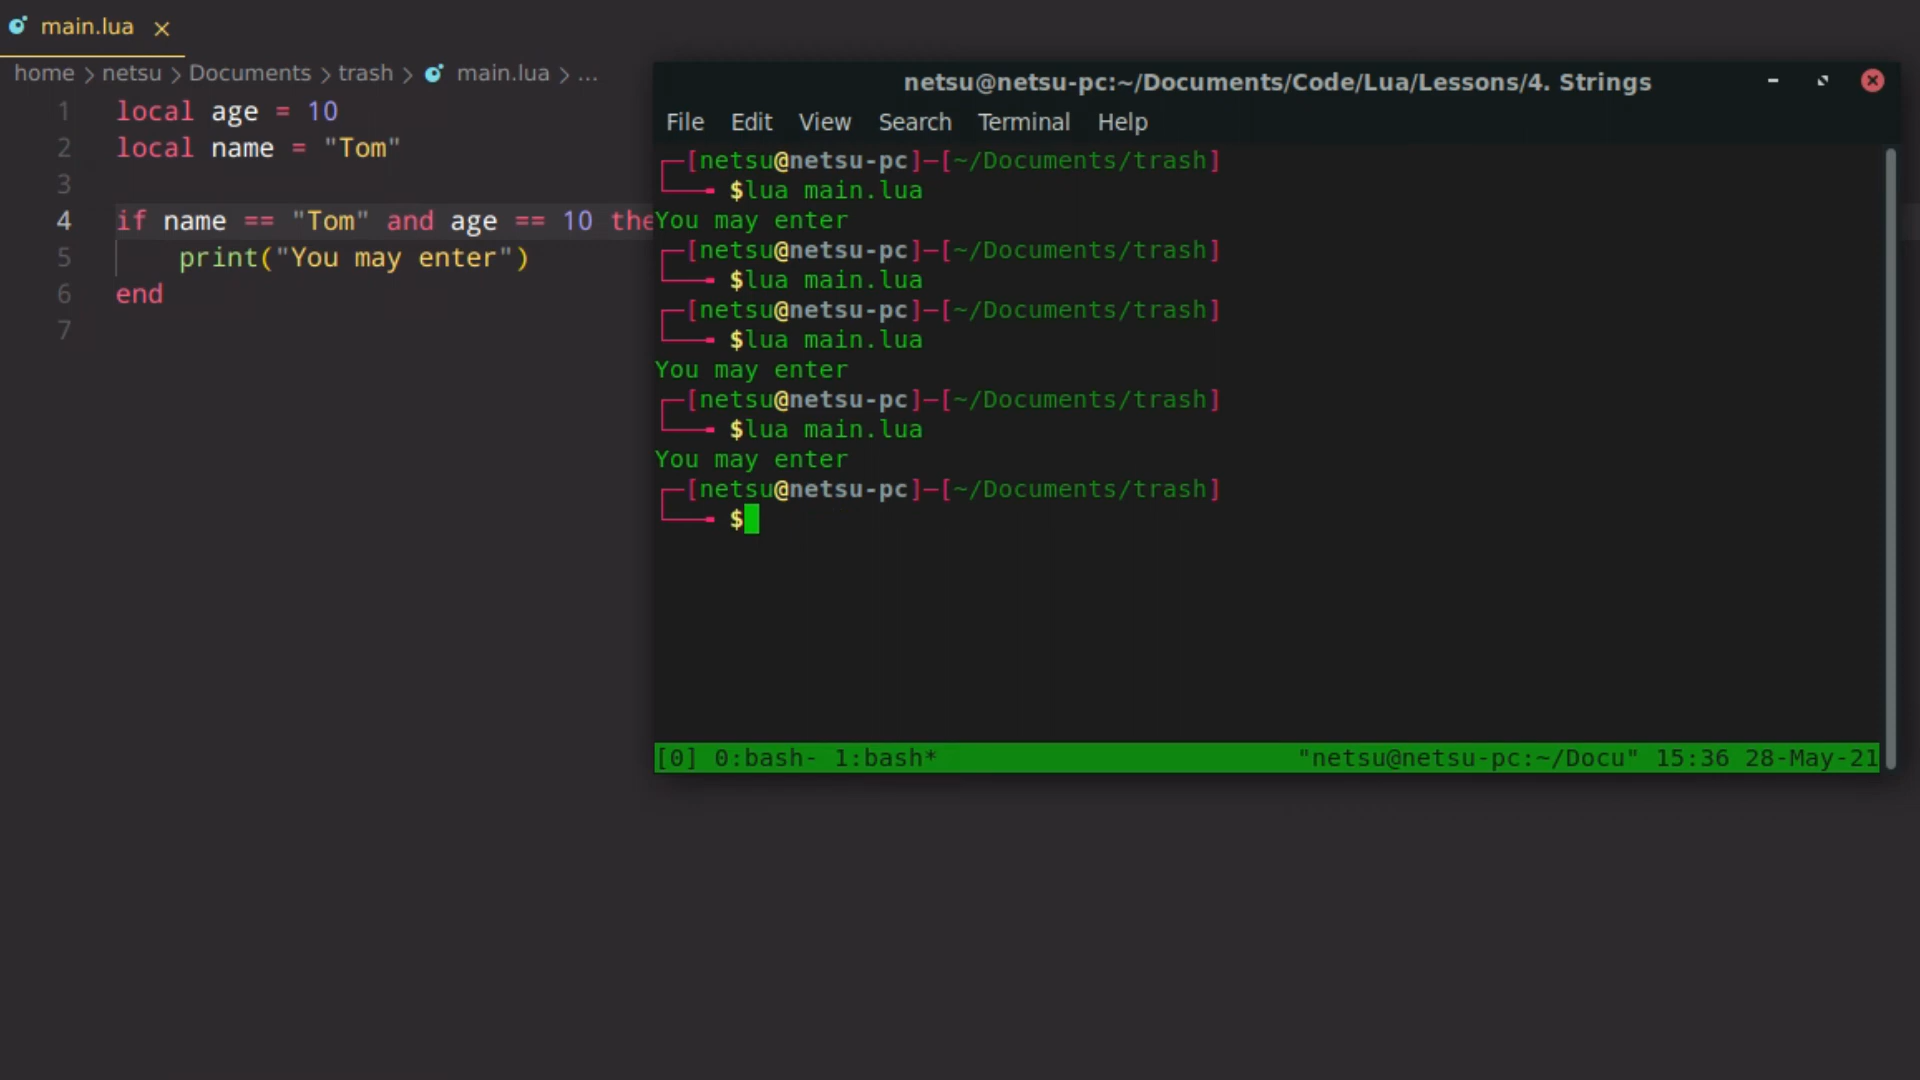 main.lua ×
home > netsu > Documents > trash > main.lua > ...
1 local age = 10
2 local name = "Tom"
3
4 if name == "Tom" and age == 10 the
5 print("You may enter")
6 end
7
netsu@netsu-pc:~/Documents/Code/Lua/Lessons/4. Strings
File Edit View Search Terminal Help
[netsu@netsu-pc]─[~/Documents/trash]
$lua main.lua
You may enter
[netsu@netsu-pc]─[~/Documents/trash]
$lua main.lua
[netsu@netsu-pc]─[~/Documents/trash]
$lua main.lua
You may enter
[netsu@netsu-pc]─[~/Documents/trash]
$lua main.lua
You may enter
[netsu@netsu-pc]─[~/Documents/trash]
$
[0] 0:bash- 1:bash* "netsu@netsu-pc:~/Docu" 15:36 28-May-21